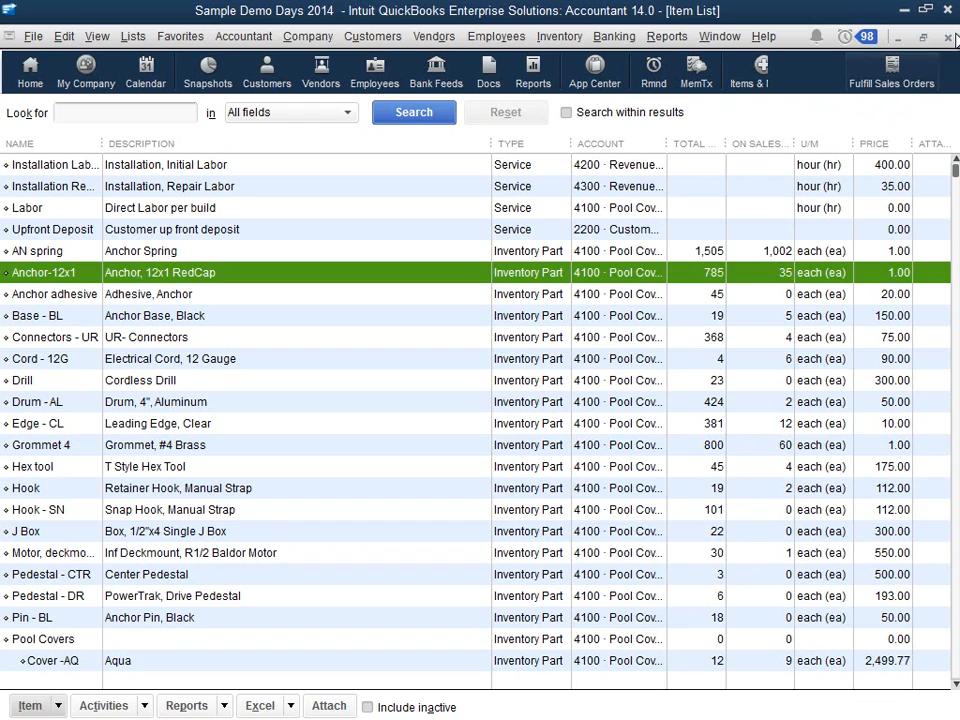 Sample Demo Days 2014 - Intuit QuickBooks Enterprise Solutions: Accountant 14.0 - [Item List]
File Edit View Lists Favorites Accountant Company Customers Vendors Employees Inventory Banking Reports Window Help 98
Home My Company Calendar Snapshots Customers Vendors Employees Bank Feeds Docs Reports App Center Rmnd MemTx Items & I Fulfill Sales Orders
Look for in All fields Search Reset Search within results
NAME DESCRIPTION TYPE ACCOUNT TOTAL ... ON SALES... U/M PRICE ATTA...
Installation Lab... Installation, Initial Labor Service 4200 · Revenue... hour (hr) 400.00
Installation Re... Installation, Repair Labor Service 4300 · Revenue... hour (hr) 35.00
Labor Direct Labor per build Service 4100 · Pool Cov... hour (hr) 0.00
Upfront Deposit Customer up front deposit Service 2200 · Custom... 0.00
AN spring Anchor Spring Inventory Part 4100 · Pool Cov... 1,505 1,002 each (ea) 1.00
Anchor-12x1 Anchor, 12x1 RedCap Inventory Part 4100 · Pool Cov... 785 35 each (ea) 1.00
Anchor adhesive Adhesive, Anchor Inventory Part 4100 · Pool Cov... 45 0 each (ea) 20.00
Base - BL Anchor Base, Black Inventory Part 4100 · Pool Cov... 19 5 each (ea) 150.00
Connectors - UR UR- Connectors Inventory Part 4100 · Pool Cov... 368 4 each (ea) 75.00
Cord - 12G Electrical Cord, 12 Gauge Inventory Part 4100 · Pool Cov... 4 6 each (ea) 90.00
Drill Cordless Drill Inventory Part 4100 · Pool Cov... 23 0 each (ea) 300.00
Drum - AL Drum, 4", Aluminum Inventory Part 4100 · Pool Cov... 424 2 each (ea) 50.00
Edge - CL Leading Edge, Clear Inventory Part 4100 · Pool Cov... 381 12 each (ea) 10.00
Grommet 4 Grommet, #4 Brass Inventory Part 4100 · Pool Cov... 800 60 each (ea) 1.00
Hex tool T Style Hex Tool Inventory Part 4100 · Pool Cov... 45 4 each (ea) 175.00
Hook Retainer Hook, Manual Strap Inventory Part 4100 · Pool Cov... 19 2 each (ea) 112.00
Hook - SN Snap Hook, Manual Strap Inventory Part 4100 · Pool Cov... 101 0 each (ea) 112.00
J Box Box, 1/2"x4 Single J Box Inventory Part 4100 · Pool Cov... 22 0 each (ea) 300.00
Motor, deckmo... Inf Deckmount, R1/2 Baldor Motor Inventory Part 4100 · Pool Cov... 30 1 each (ea) 550.00
Pedestal - CTR Center Pedestal Inventory Part 4100 · Pool Cov... 3 0 each (ea) 500.00
Pedestal - DR PowerTrak, Drive Pedestal Inventory Part 4100 · Pool Cov... 6 0 each (ea) 193.00
Pin - BL Anchor Pin, Black Inventory Part 4100 · Pool Cov... 18 0 each (ea) 50.00
Pool Covers Inventory Part 4100 · Pool Cov... 0 0 0.00
Cover -AQ Aqua Inventory Part 4100 · Pool Cov... 12 9 each (ea) 2,499.77
Item Activities Reports Excel Attach Include inactive